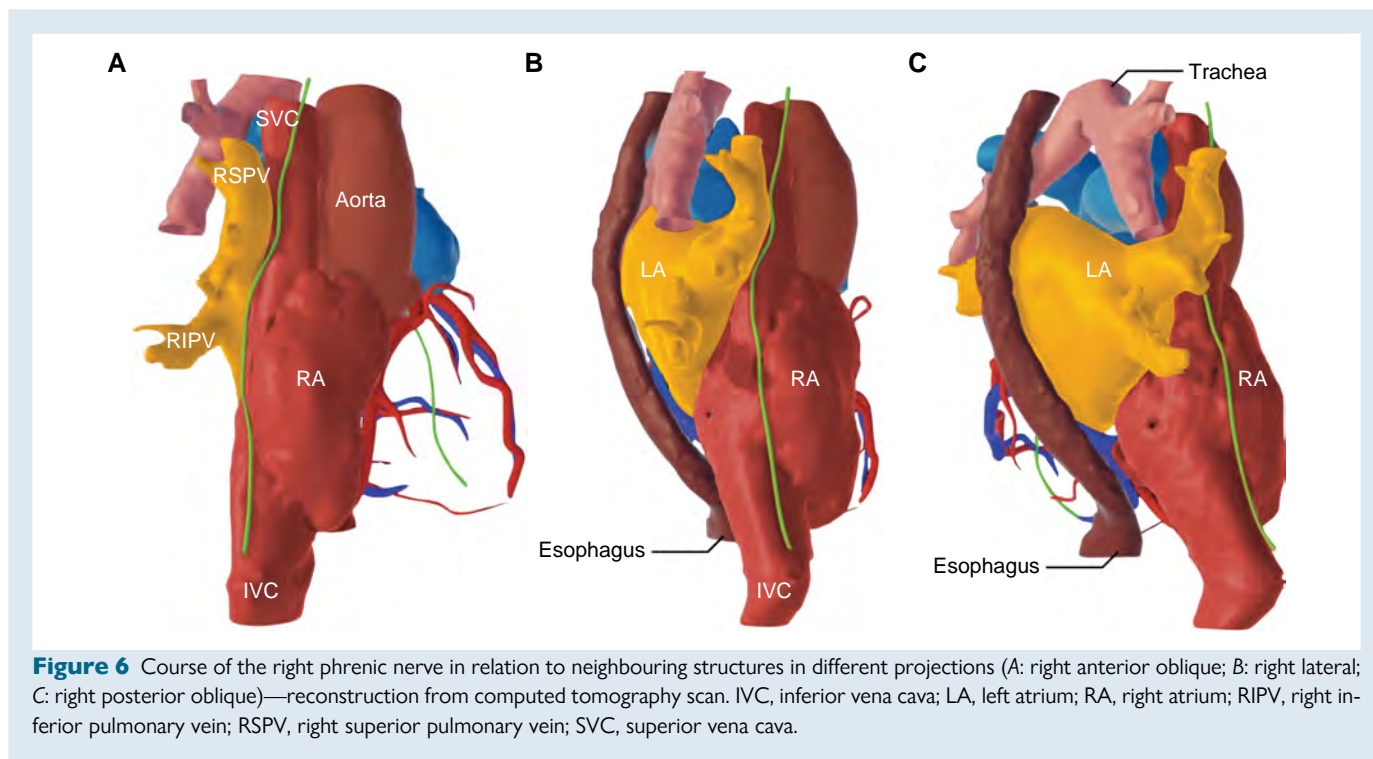 A
B
C
Trachea
SVC
RSPV
Aorta
LA
LA
RIPV
RA
RA
RA
Esophagus
Esophagus
IVC
IVC
Figure 6 Course of the right phrenic nerve in relation to neighbouring structures in different projections (A: right anterior oblique; B: right lateral;
C: right posterior oblique)—reconstruction from computed tomography scan. IVC, inferior vena cava; LA, left atrium; RA, right atrium; RIPV, right in-
ferior pulmonary vein; RSPV, right superior pulmonary vein; SVC, superior vena cava.